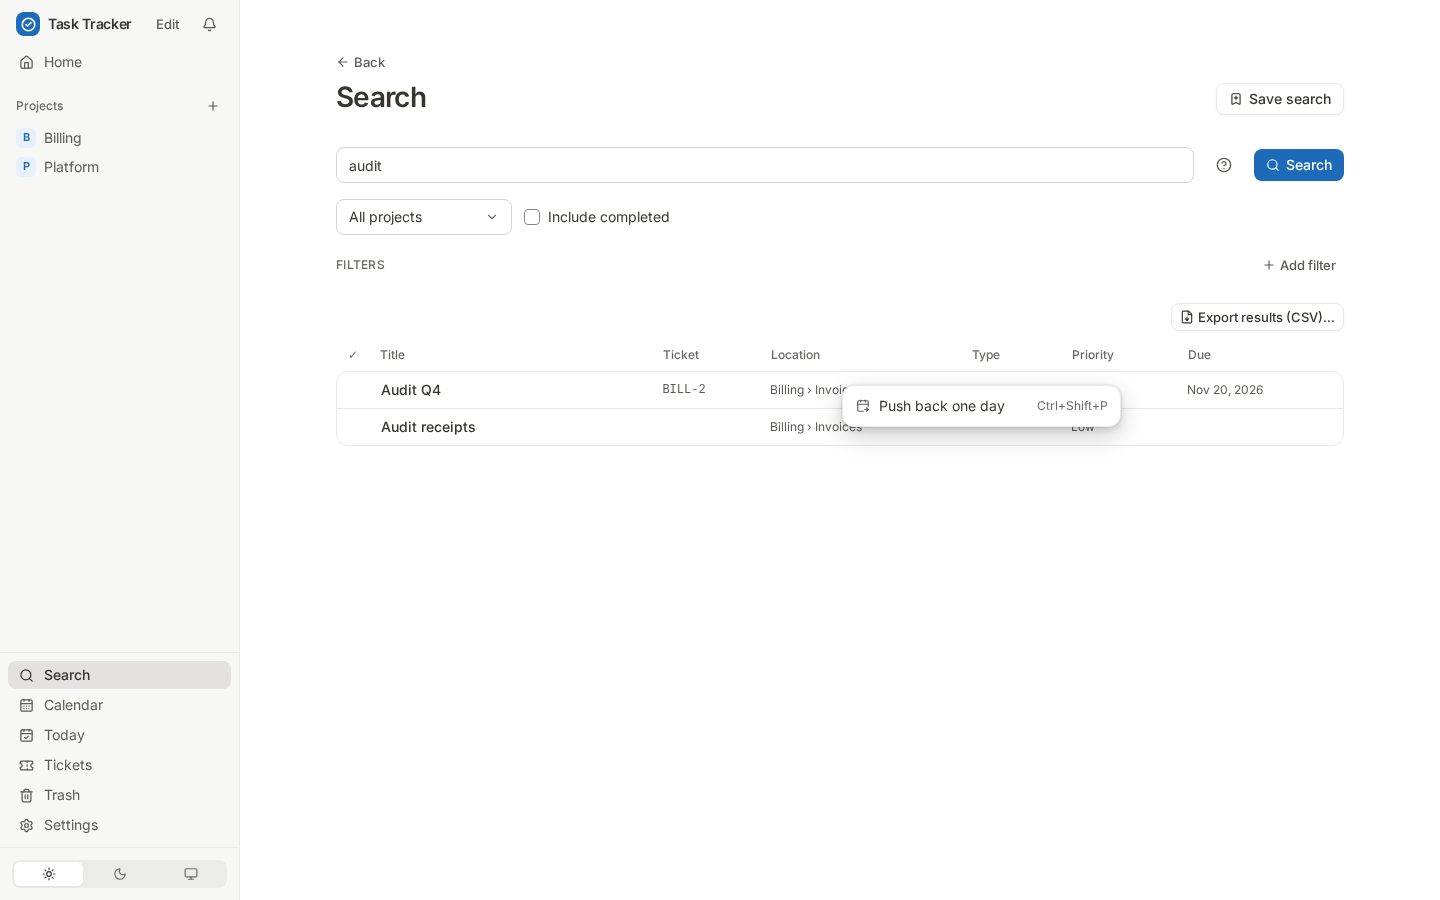 Task Tracker Edit
Home
Projects
B Billing
P Platform
Search
Calendar
Today
Tickets
Trash
Settings
Back
Search
Save search
audit
Search
All projects
Include completed
FILTERS
Add filter
Export results (CSV)...
✓ Title Ticket Location Type Priority Due
Audit Q4 BILL-2 Billing › Nov 20, 2026
Push back one day Ctrl+Shift+P
Audit receipts Billing › Invoices Low